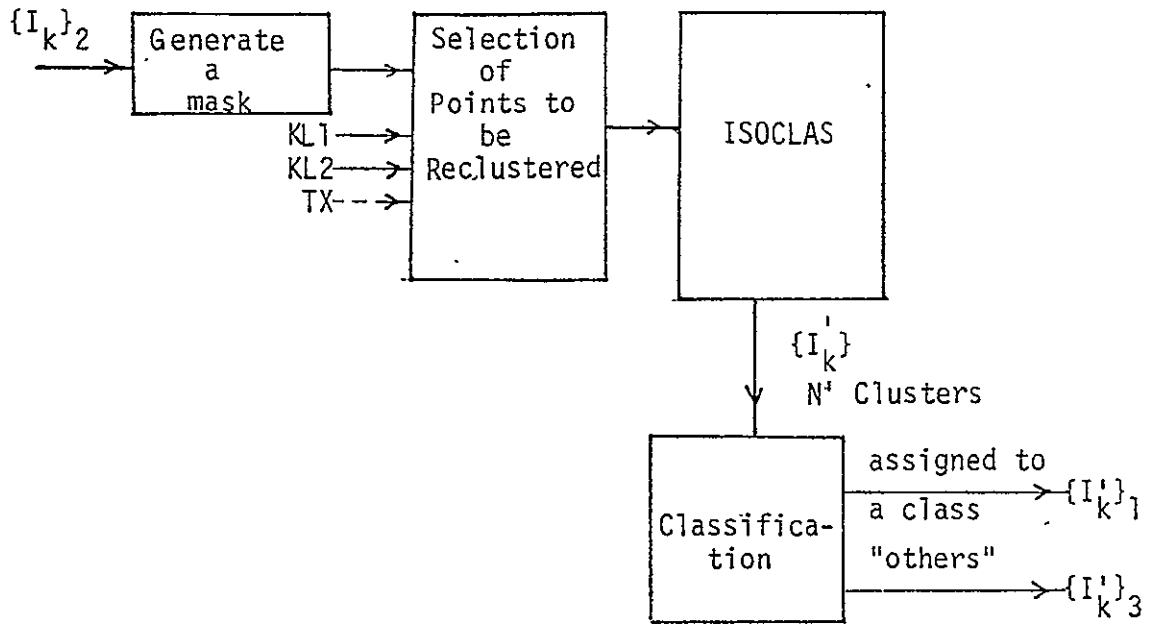 {I_k}_2
Generate
a
mask
KL1
KL2
TX
Selection
of
Points to
be
Reclustered
ISOCLAS
{I'_k}
N' Clusters
Classifica-
tion
assigned to
a class
{I'_k}_1
"others"
{I'_k}_3